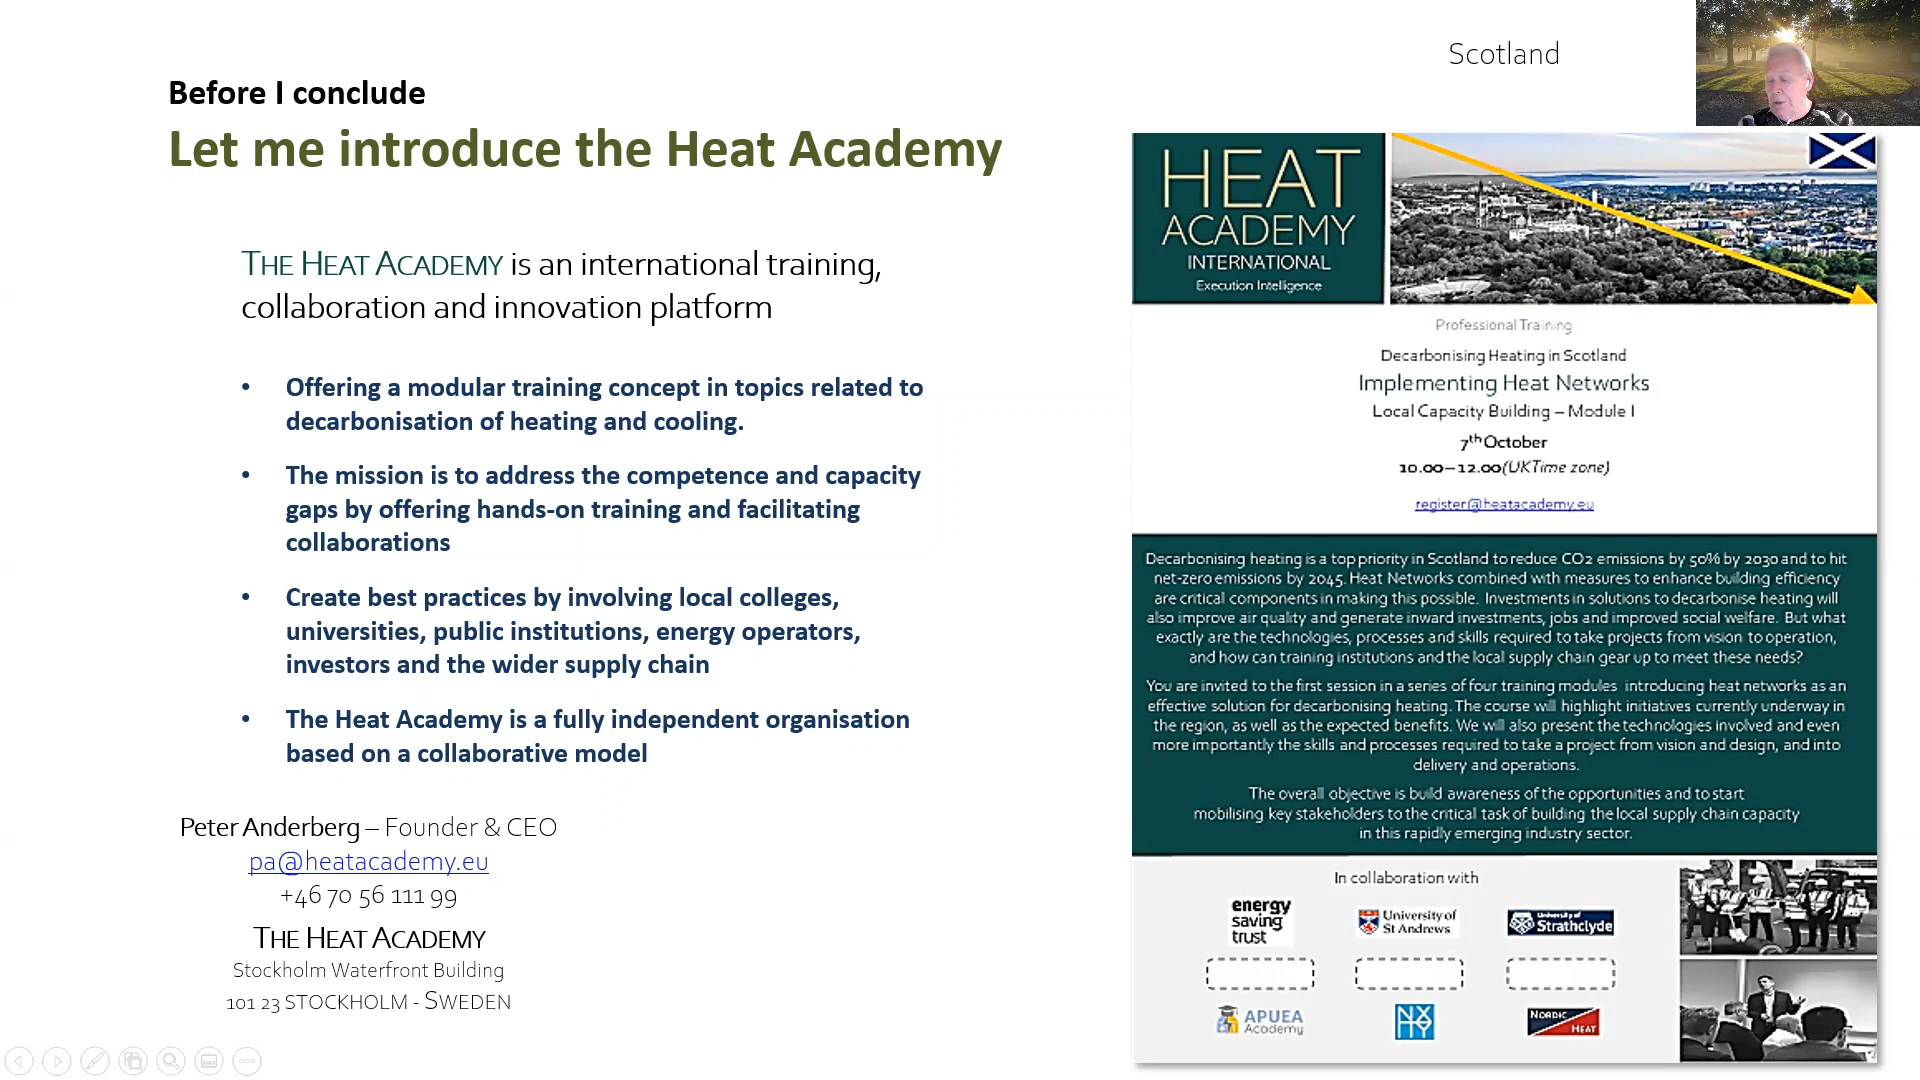 Scotland
Before I conclude
Let me introduce the Heat Academy
THE HEAT ACADEMY is an international training,
collaboration and innovation platform
• Offering a modular training concept in topics related to
decarbonisation of heating and cooling.
• The mission is to address the competence and capacity
gaps by offering hands-on training and facilitating
collaborations
• Create best practices by involving local colleges,
universities, public institutions, energy operators,
investors and the wider supply chain
• The Heat Academy is a fully independent organisation
based on a collaborative model
Peter Anderberg – Founder & CEO
pa@heatacademy.eu
+46 70 56 111 99
THE HEAT ACADEMY
Stockholm Waterfront Building
101 23 STOCKHOLM - SWEDEN
HEAT
ACADEMY
INTERNATIONAL
Execution Intelligence
Professional Training
Decarbonising Heating in Scotland
Implementing Heat Networks
Local Capacity Building – Module I
7th October
10.00–12.00 (UK Time zone)
register@heatacademy.eu
Decarbonising heating is a top priority in Scotland to reduce CO2 emissions by 50% by 2030 and to hit
net-zero emissions by 2045. Heat Networks combined with measures to enhance building efficiency
are critical components in making this possible. Investments in solutions to decarbonise heating will
also improve air quality and generate inward investments, jobs and improved social welfare. But what
exactly are the technologies, processes and skills required to take projects from vision to operation,
and how can training institutions and the local supply chain gear up to meet these needs?
You are invited to the first session in a series of four training modules introducing heat networks as an
effective solution for decarbonising heating. The course will highlight initiatives currently underway in
the region, as well as the expected benefits. We will also present the technologies involved and even
more importantly the skills and processes required to take a project from vision and design, and into
delivery and operations.
The overall objective is build awareness of the opportunities and to start
mobilising key stakeholders to the critical task of building the local supply chain capacity
in this rapidly emerging industry sector.
In collaboration with
energy
saving
trust
University of
St Andrews
University of
Strathclyde
APUEA
Academy
NORDIC
HEAT